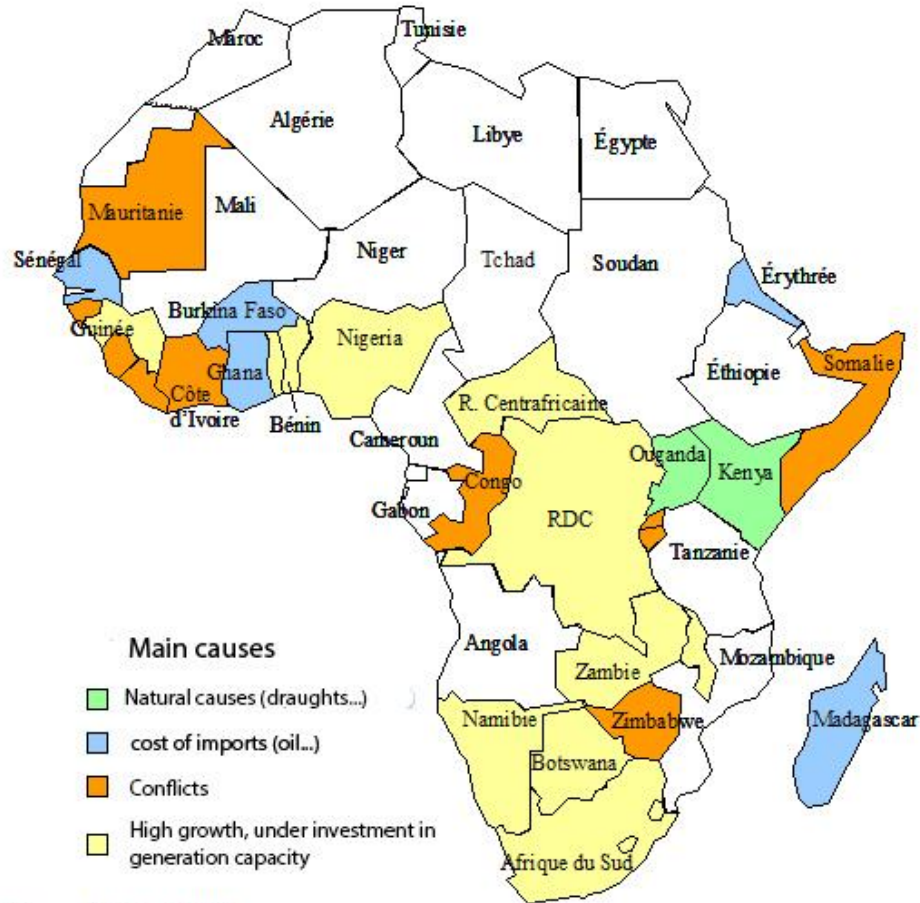 Maroc
Tunisie
Algérie
Libye
Égypte
Mauritanie
Mali
Niger
Tchad
Soudan
Sénégal
Érythrée
Burkina Faso
Guinée
Nigeria
Somalie
Ghana
Éthiopie
Côte
d'Ivoire
Bénin
R. Centrafricaine
Cameroun
Ouganda
Kenya
Congo
Gabon
RDC
Tanzanie
Angola
Mozambique
Zambie
Namibie
Zimbabwe
Madagascar
Botswana
Afrique du Sud
Main causes
Natural causes (draughts...) )
cost of imports (oil...)
Conflicts
High growth, under investment in
generation capacity